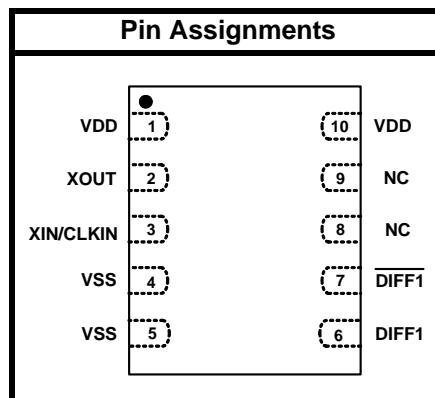 Pin Assignments
VDD 1 10 VDD
XOUT 2 9 NC
XIN/CLKIN 3 8 NC
VSS 4 7 DIFF1
VSS 5 6 DIFF1